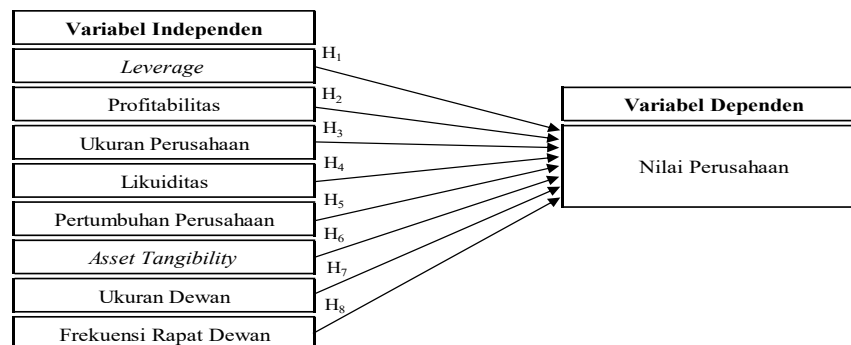 Variabel Independen
Leverage
Profitabilitas
Ukuran Perusahaan
Likuiditas
Pertumbuhan Perusahaan
Asset Tangibility
Ukuran Dewan
Frekuensi Rapat Dewan
H1
H2
H3
H4
H5
H6
H7
H8
Variabel Dependen
Nilai Perusahaan